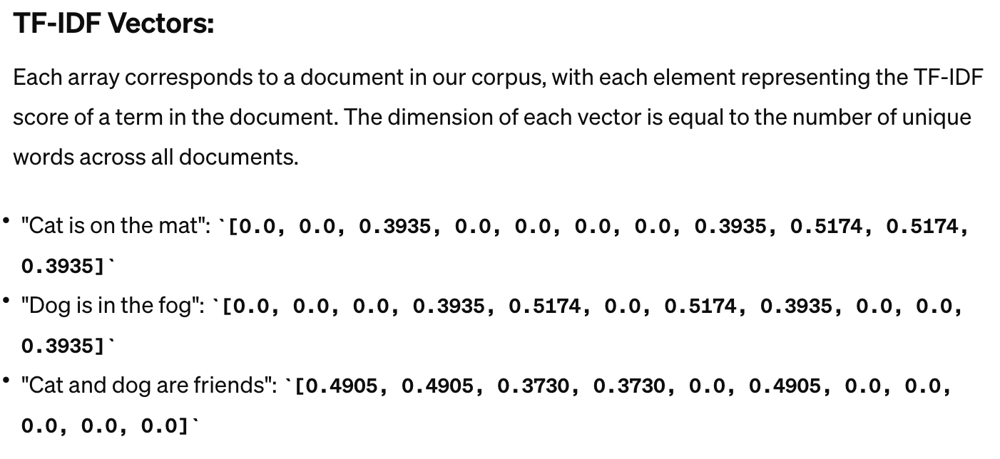 TF-IDF Vectors:
Each array corresponds to a document in our corpus, with each element representing the TF-IDF
score of a term in the document. The dimension of each vector is equal to the number of unique
words across all documents.
• "Cat is on the mat": `[0.0, 0.0, 0.3935, 0.0, 0.0, 0.0, 0.0, 0.3935, 0.5174, 0.5174,
0.3935]`
• "Dog is in the fog": `[0.0, 0.0, 0.0, 0.3935, 0.5174, 0.0, 0.5174, 0.3935, 0.0, 0.0,
0.3935]`
• "Cat and dog are friends": `[0.4905, 0.4905, 0.3730, 0.3730, 0.0, 0.4905, 0.0, 0.0,
0.0, 0.0, 0.0]`